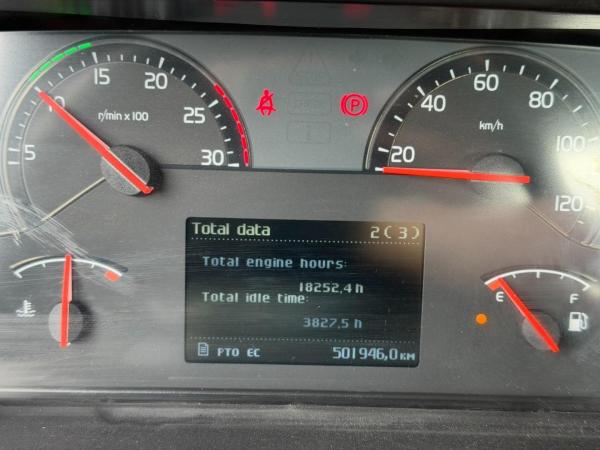 5
10
15
20
25
30
r/min x 100
20
40
60
80
100
120
km/h
Total data 2(3)
Total engine hours:
18252,4 h
Total idle time:
3827,5 h
PTO EC 501946,0 KM
E F